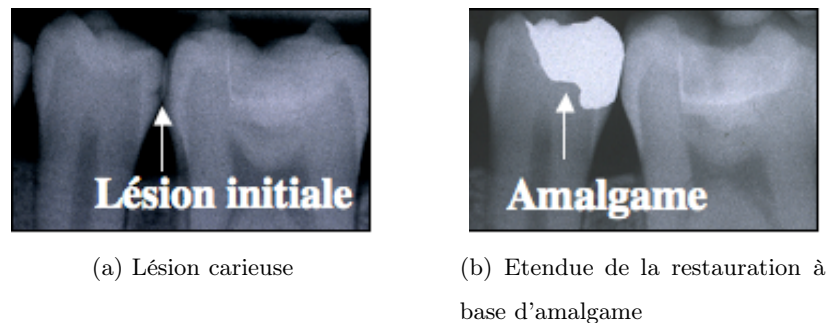 Lésion initiale
Amalgame
(a) Lésion carieuse
(b) Etendue de la restauration à
base d'amalgame